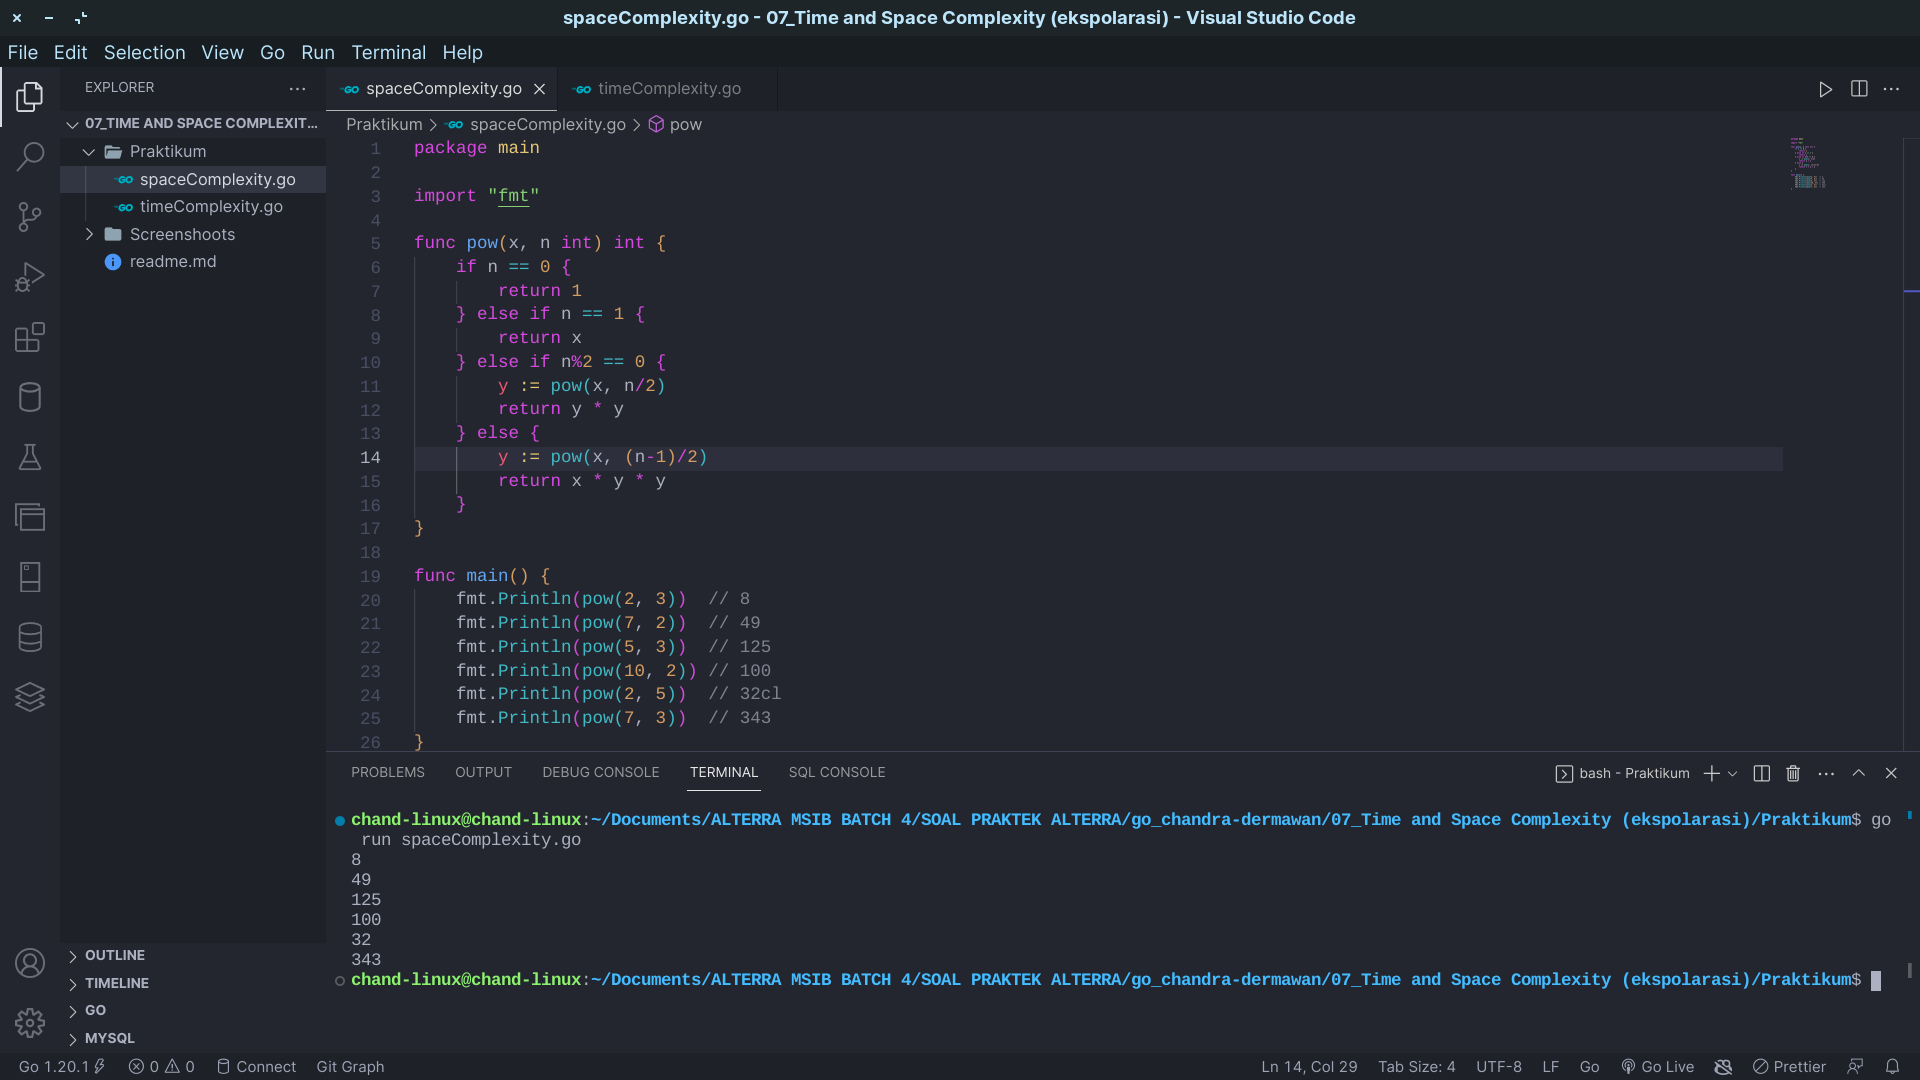 spaceComplexity.go - 07_Time and Space Complexity (ekspolarasi) - Visual Studio Code
File Edit Selection View Go Run Terminal Help
EXPLORER
07_TIME AND SPACE COMPLEXIT...
Praktikum
spaceComplexity.go
timeComplexity.go
Screenshoots
readme.md
OUTLINE
TIMELINE
GO
MYSQL
spaceComplexity.go timeComplexity.go
Praktikum > spaceComplexity.go > pow
1 package main
2
3 import "fmt"
4
5 func pow(x, n int) int {
6 if n == 0 {
7 return 1
8 } else if n == 1 {
9 return x
10 } else if n%2 == 0 {
11 y := pow(x, n/2)
12 return y * y
13 } else {
14 y := pow(x, (n-1)/2)
15 return x * y * y
16 }
17 }
18
19 func main() {
20 fmt.Println(pow(2, 3)) // 8
21 fmt.Println(pow(7, 2)) // 49
22 fmt.Println(pow(5, 3)) // 125
23 fmt.Println(pow(10, 2)) // 100
24 fmt.Println(pow(2, 5)) // 32cl
25 fmt.Println(pow(7, 3)) // 343
26 }
PROBLEMS OUTPUT DEBUG CONSOLE TERMINAL SQL CONSOLE
bash - Praktikum
chand-linux@chand-linux:~/Documents/ALTERRA MSIB BATCH 4/SOAL PRAKTEK ALTERRA/go_chandra-dermawan/07_Time and Space Complexity (ekspolarasi)/Praktikum$ go
run spaceComplexity.go
8
49
125
100
32
343
chand-linux@chand-linux:~/Documents/ALTERRA MSIB BATCH 4/SOAL PRAKTEK ALTERRA/go_chandra-dermawan/07_Time and Space Complexity (ekspolarasi)/Praktikum$
Go 1.20.1 0 0 Connect Git Graph Ln 14, Col 29 Tab Size: 4 UTF-8 LF Go Go Live Prettier